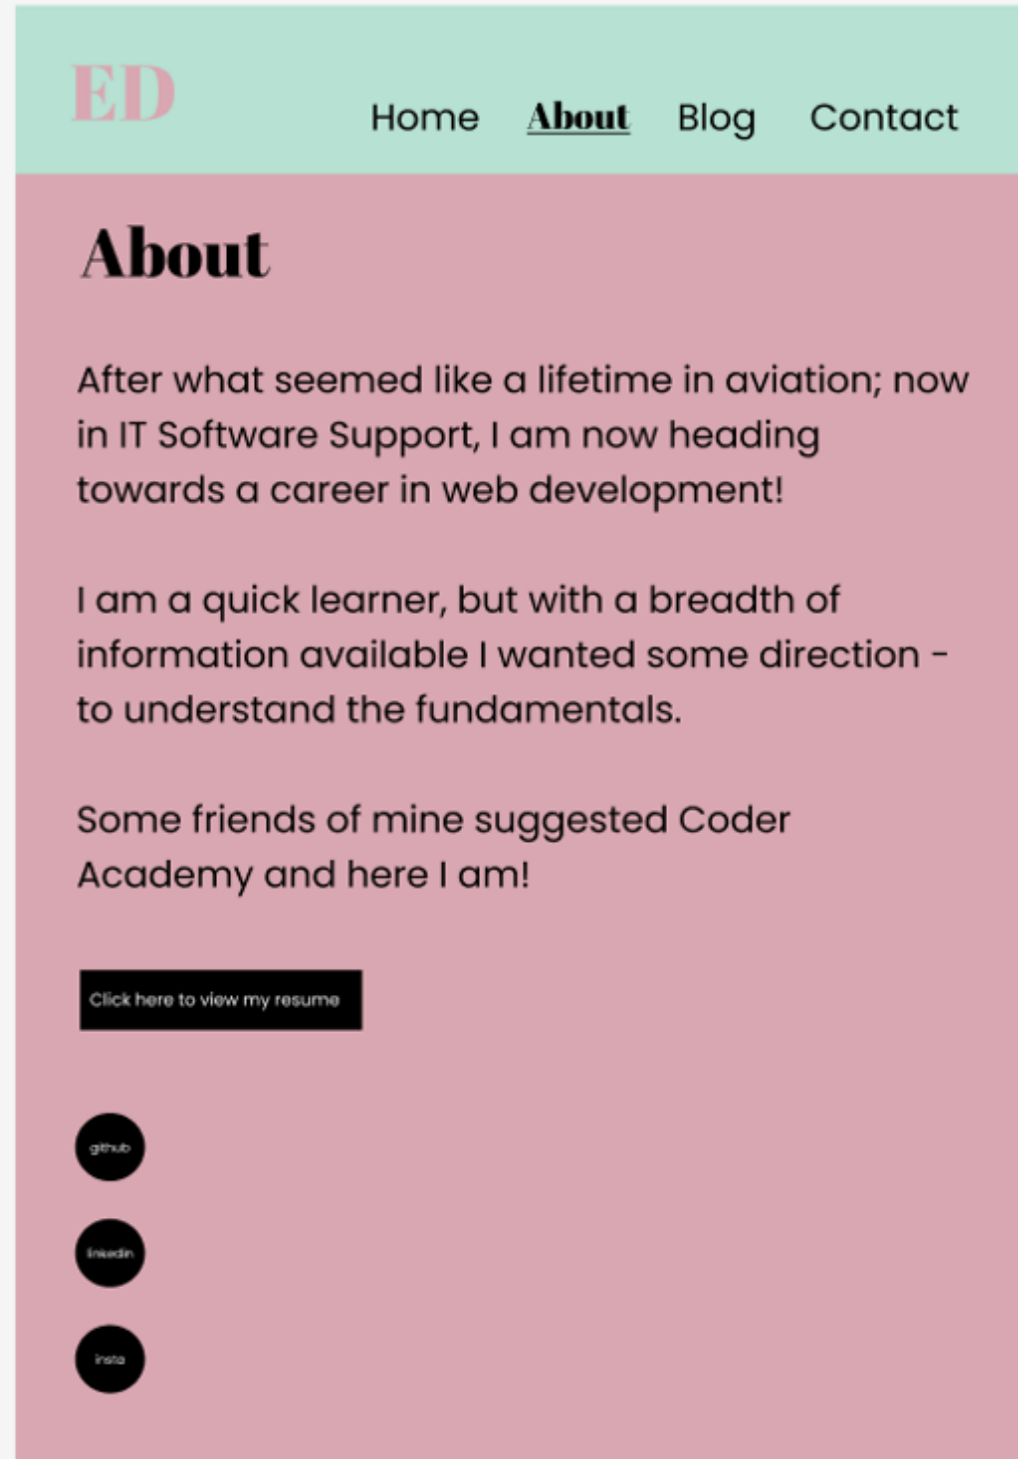 ED
Home About Blog Contact
About
After what seemed like a lifetime in aviation; now
in IT Software Support, I am now heading
towards a career in web development!
I am a quick learner, but with a breadth of
information available I wanted some direction -
to understand the fundamentals.
Some friends of mine suggested Coder
Academy and here I am!
Click here to view my resume
github
linkedin
insta